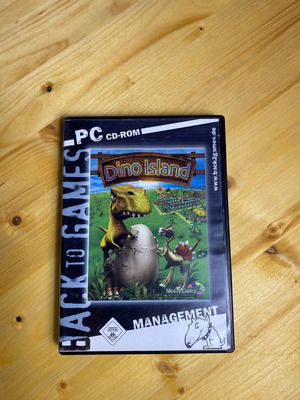 PC CD-ROM
www.back2games.de
BACK TO GAMES
Dino Island
MANAGEMENT